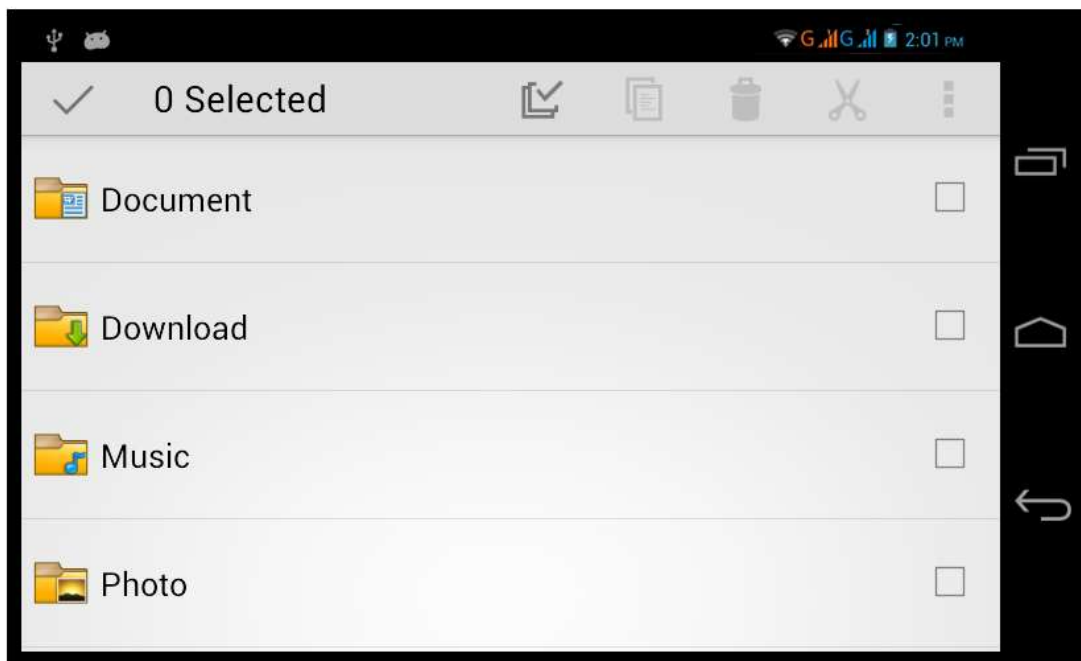 G G 2:01 PM
0 Selected
Document
Download
Music
Photo